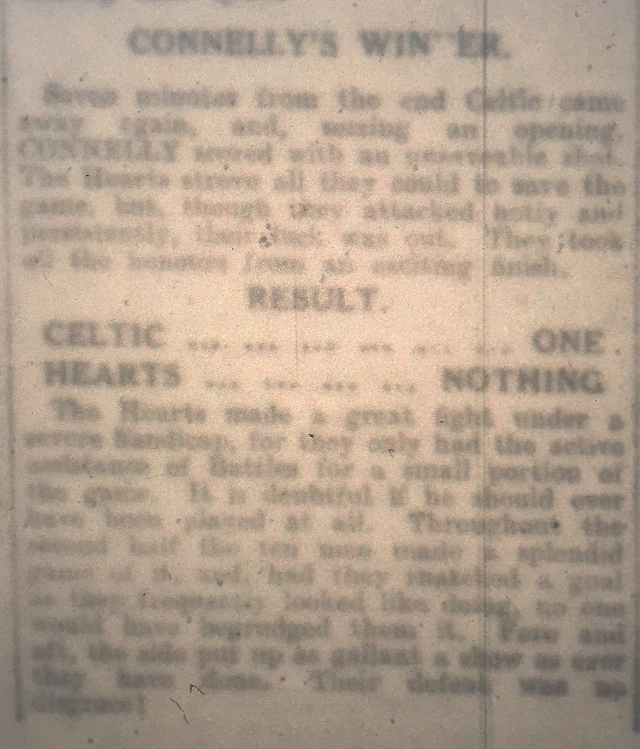 CONNELLY'S WIN ER.
Seven minutes from the end Celtic came
away again, and, seizing an opening,
CONNELLY scored with an unsaveable shot.
The Hearts strove all they could to save the
game, but, though they attacked hotly and
persistently, their luck was out. They took
all the honours from an exciting finish.
RESULT.
CELTIC ... ... ... ... ... ... ONE
HEARTS ... ... ... ... NOTHING
The Hearts made a great fight under a
severe handicap, for they only had the active
assistance of Battles for a small portion of
the game. It is doubtful if he should ever
have been played at all. Throughout the
second half the ten men made a splendid
game of it and, had they snatched a goal
as they frequently looked like doing, no one
would have begrudged them it. Fore and
aft, the side put up as gallant a show as ever
they have done. Their defeat was no
disgrace!